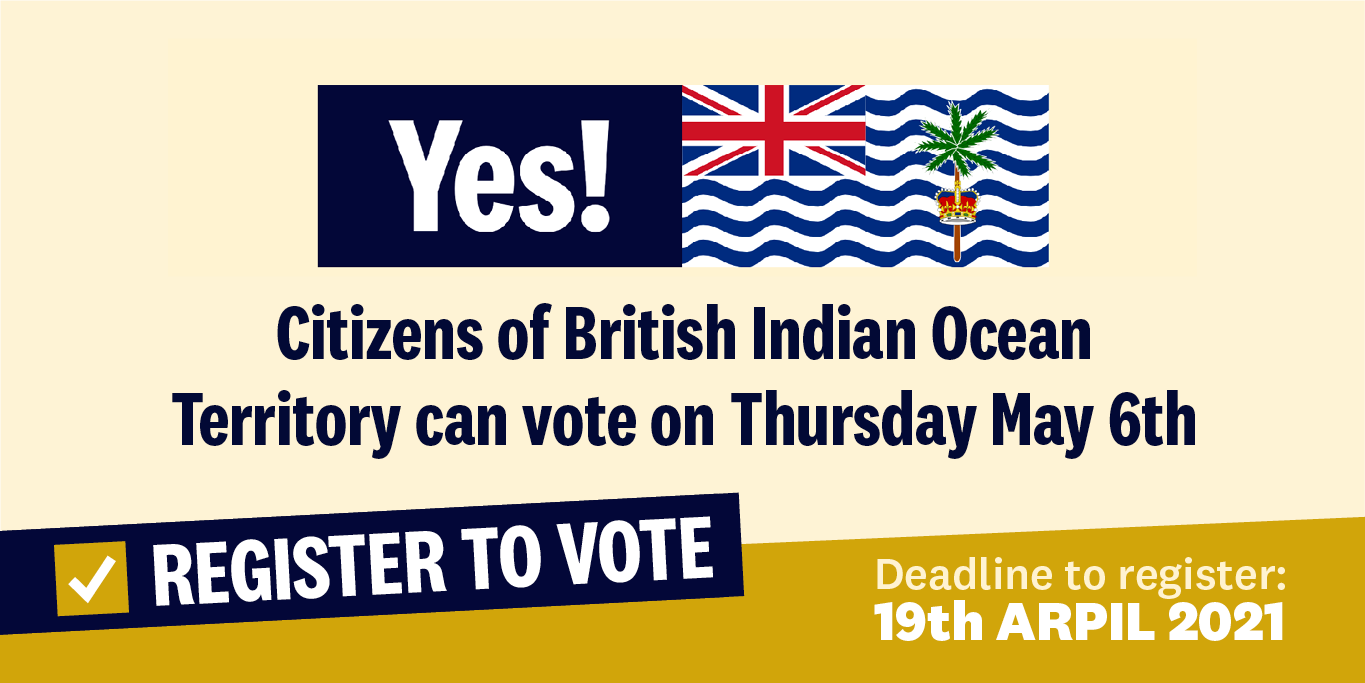 Yes!
Citizens of British Indian Ocean
Territory can vote on Thursday May 6th
REGISTER TO VOTE
Deadline to register:
19th ARPIL 2021